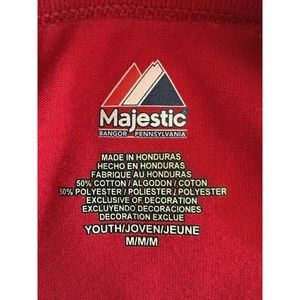 Majestic
BANGOR PENNSYLVANIA
MADE IN HONDURAS
HECHO EN HONDURAS
FABRIQUE AU HONDURAS
50% COTTON / ALGODON / COTON
50% POLYESTER / POLIESTER / POLYESTER
EXCLUSIVE OF DECORATION
EXCLUYENDO DECORACIONES
DECORATION EXCLUE
YOUTH/JOVEN/JEUNE
M/M/M